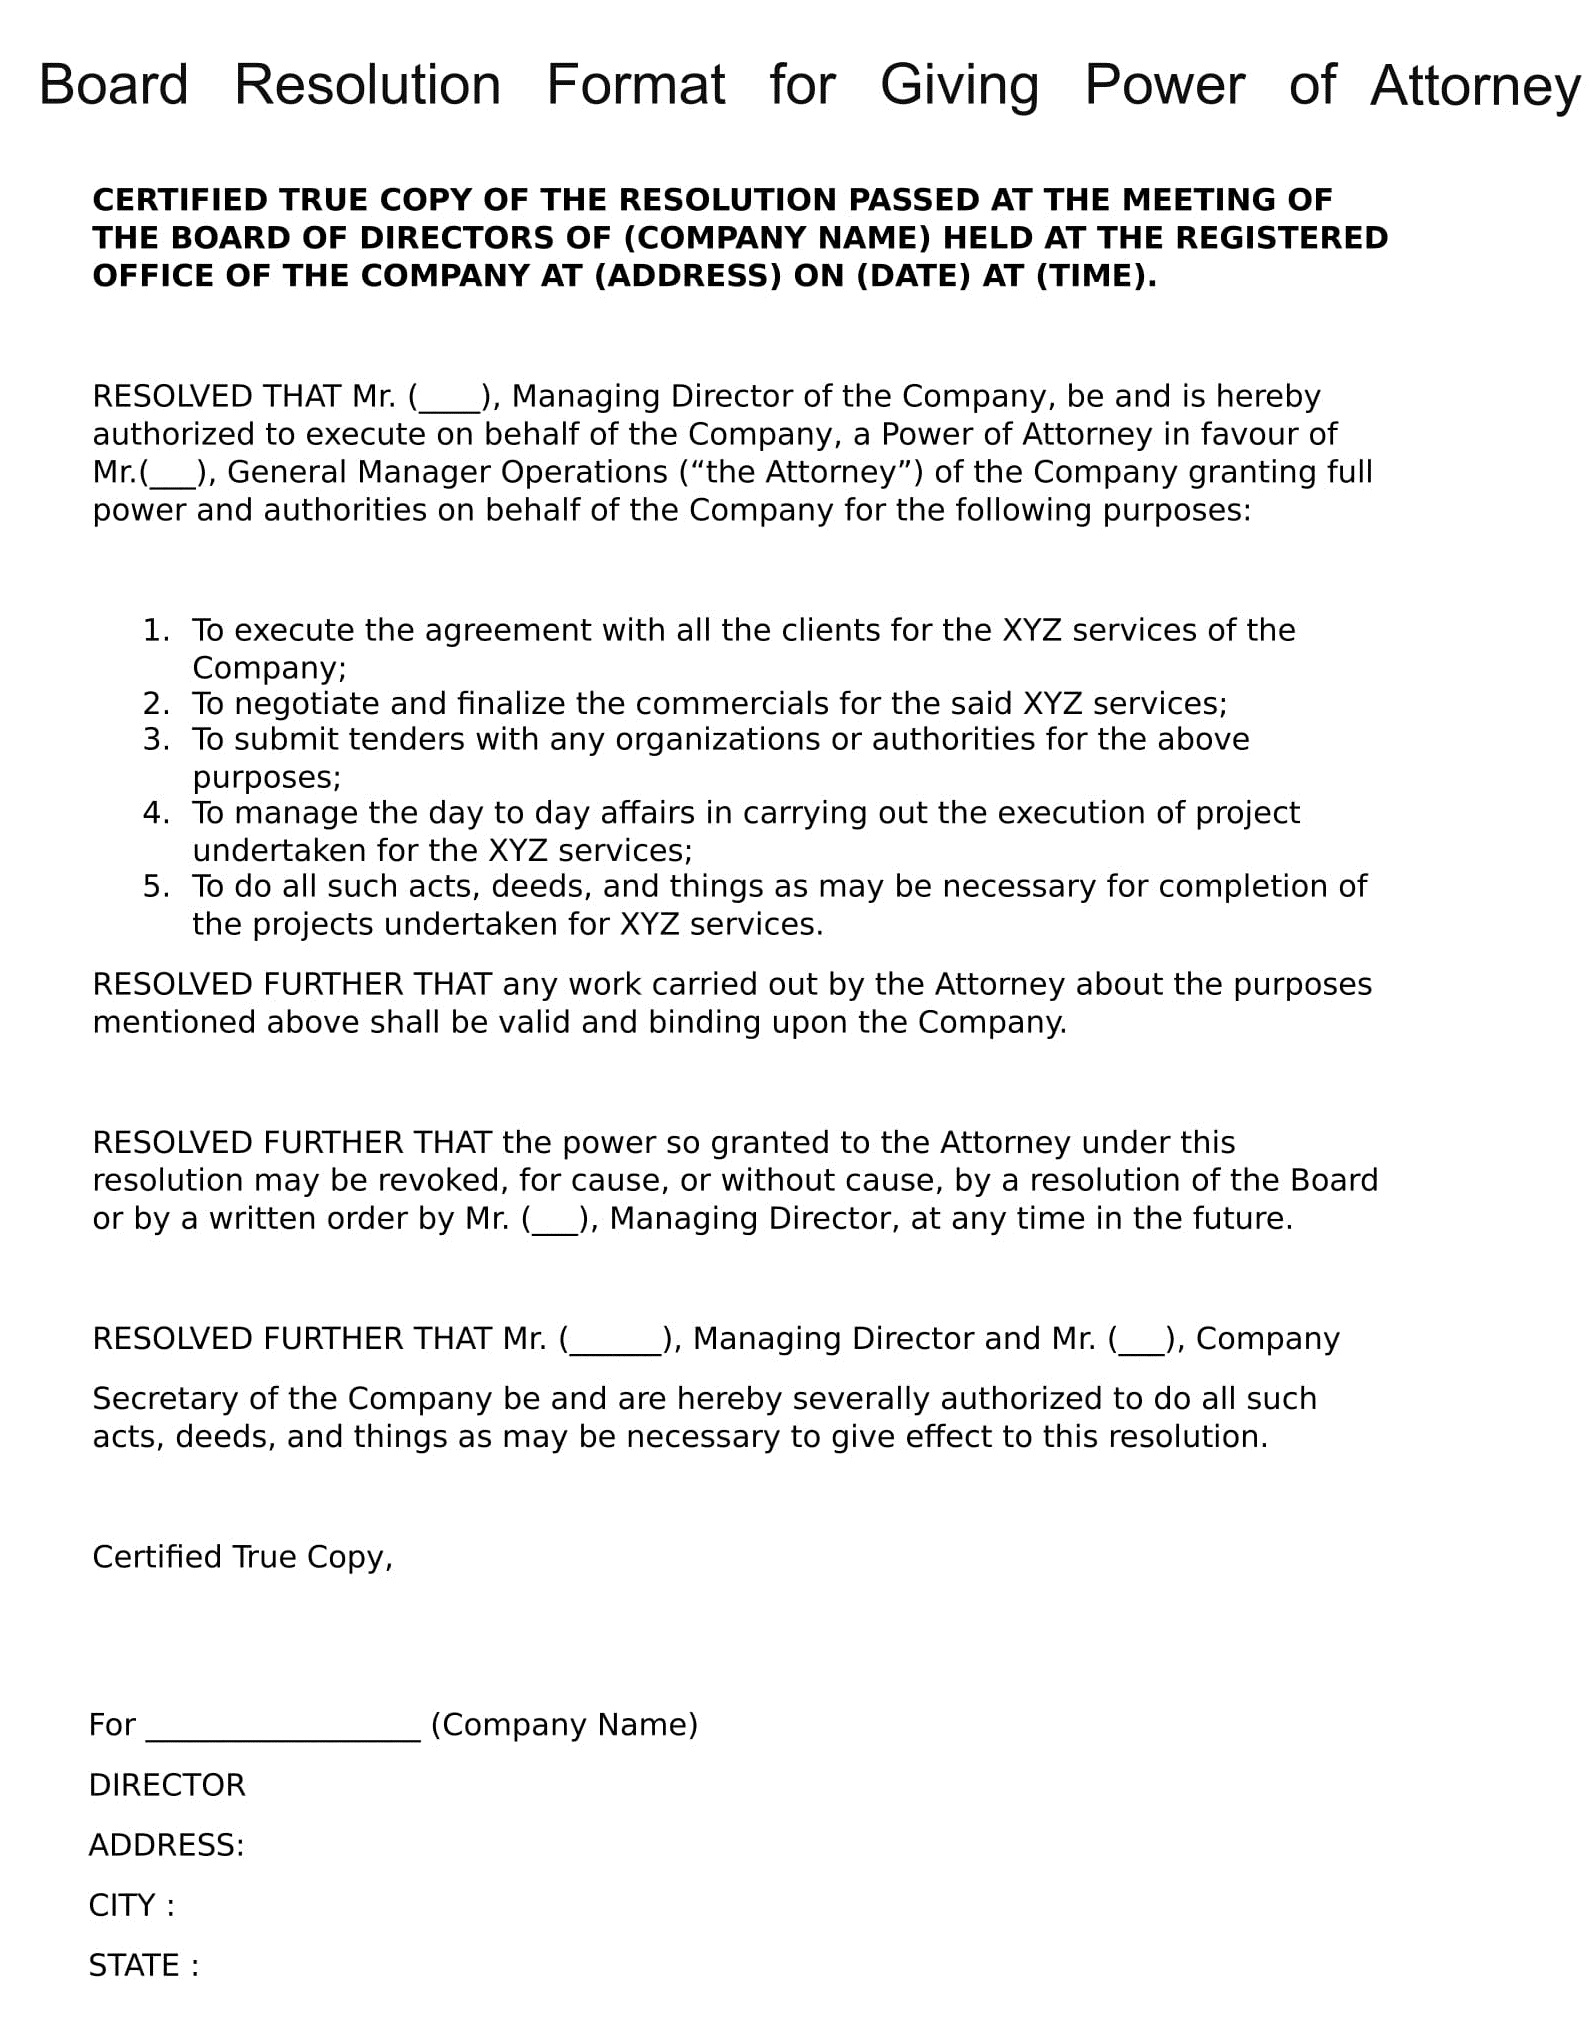 Board Resolution Format for Giving Power of Attorney
CERTIFIED TRUE COPY OF THE RESOLUTION PASSED AT THE MEETING OF
THE BOARD OF DIRECTORS OF (COMPANY NAME) HELD AT THE REGISTERED
OFFICE OF THE COMPANY AT (ADDRESS) ON (DATE) AT (TIME).
RESOLVED THAT Mr. (____), Managing Director of the Company, be and is hereby
authorized to execute on behalf of the Company, a Power of Attorney in favour of
Mr.(___), General Manager Operations (“the Attorney”) of the Company granting full
power and authorities on behalf of the Company for the following purposes:
1. To execute the agreement with all the clients for the XYZ services of the
Company;
2. To negotiate and finalize the commercials for the said XYZ services;
3. To submit tenders with any organizations or authorities for the above
purposes;
4. To manage the day to day affairs in carrying out the execution of project
undertaken for the XYZ services;
5. To do all such acts, deeds, and things as may be necessary for completion of
the projects undertaken for XYZ services.
RESOLVED FURTHER THAT any work carried out by the Attorney about the purposes
mentioned above shall be valid and binding upon the Company.
RESOLVED FURTHER THAT the power so granted to the Attorney under this
resolution may be revoked, for cause, or without cause, by a resolution of the Board
or by a written order by Mr. (___), Managing Director, at any time in the future.
RESOLVED FURTHER THAT Mr. (______), Managing Director and Mr. (___), Company
Secretary of the Company be and are hereby severally authorized to do all such
acts, deeds, and things as may be necessary to give effect to this resolution.
Certified True Copy,
For __________________ (Company Name)
DIRECTOR
ADDRESS:
CITY :
STATE :